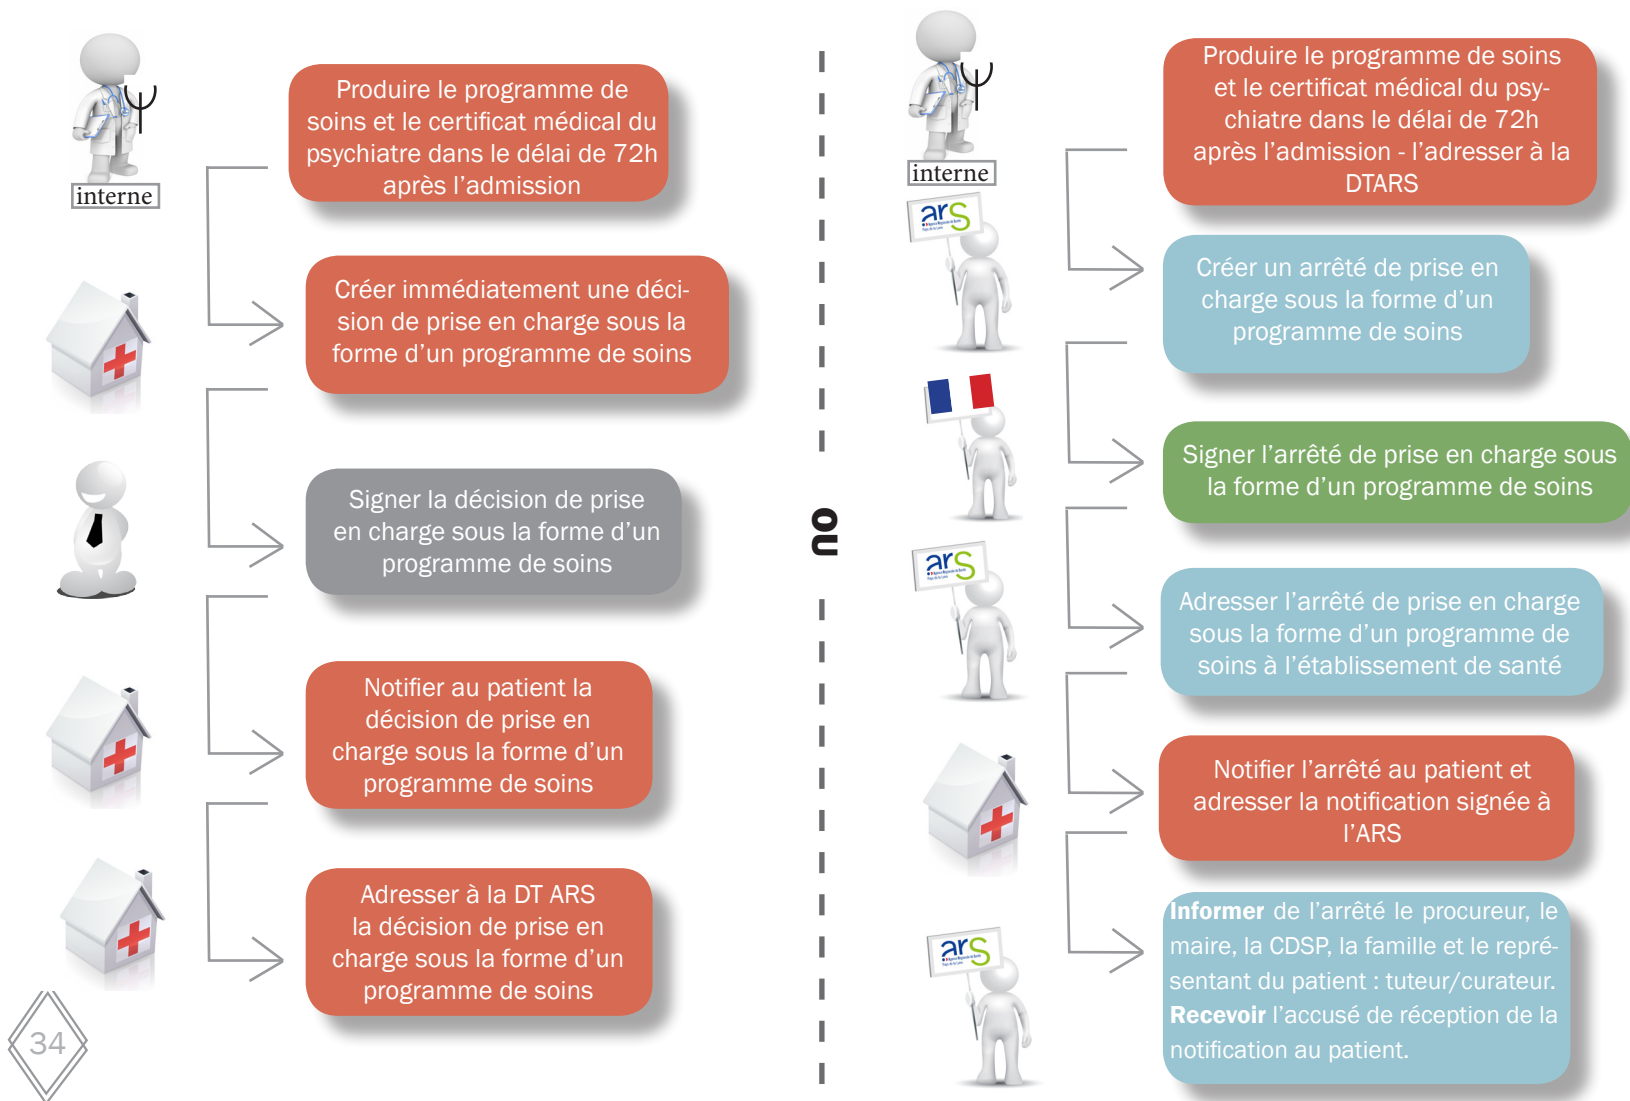 interne
Produire le programme de
soins et le certificat médical du
psychiatre dans le délai de 72h
après l'admission
Créer immédiatement une déci-
sion de prise en charge sous la
forme d'un programme de soins
Signer la décision de prise
en charge sous la forme d'un
programme de soins
Notifier au patient la
décision de prise en
charge sous la forme d'un
programme de soins
Adresser à la DT ARS
la décision de prise en
charge sous la forme d'un
programme de soins
34
ou
interne
Produire le programme de soins
et le certificat médical du psy-
chiatre dans le délai de 72h
après l'admission - l'adresser à la
DTARS
ars
Créer un arrêté de prise en
charge sous la forme d'un
programme de soins
Signer l'arrêté de prise en charge sous
la forme d'un programme de soins
ars
Adresser l'arrêté de prise en charge
sous la forme d'un programme de
soins à l'établissement de santé
Notifier l'arrêté au patient et
adresser la notification signée à
l'ARS
ars
Informer de l'arrêté le procureur, le
maire, la CDSP, la famille et le repré-
sentant du patient : tuteur/curateur.
Recevoir l'accusé de réception de la
notification au patient.